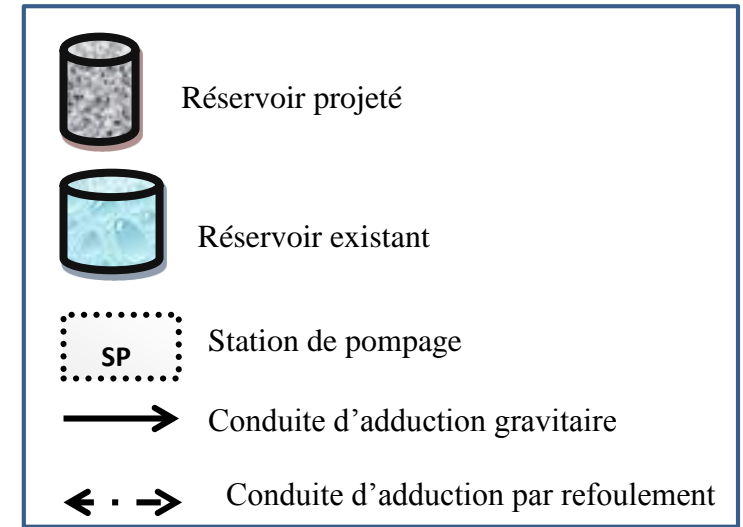 Réservoir projeté
Réservoir existant
SP Station de pompage
Conduite d’adduction gravitaire
Conduite d’adduction par refoulement